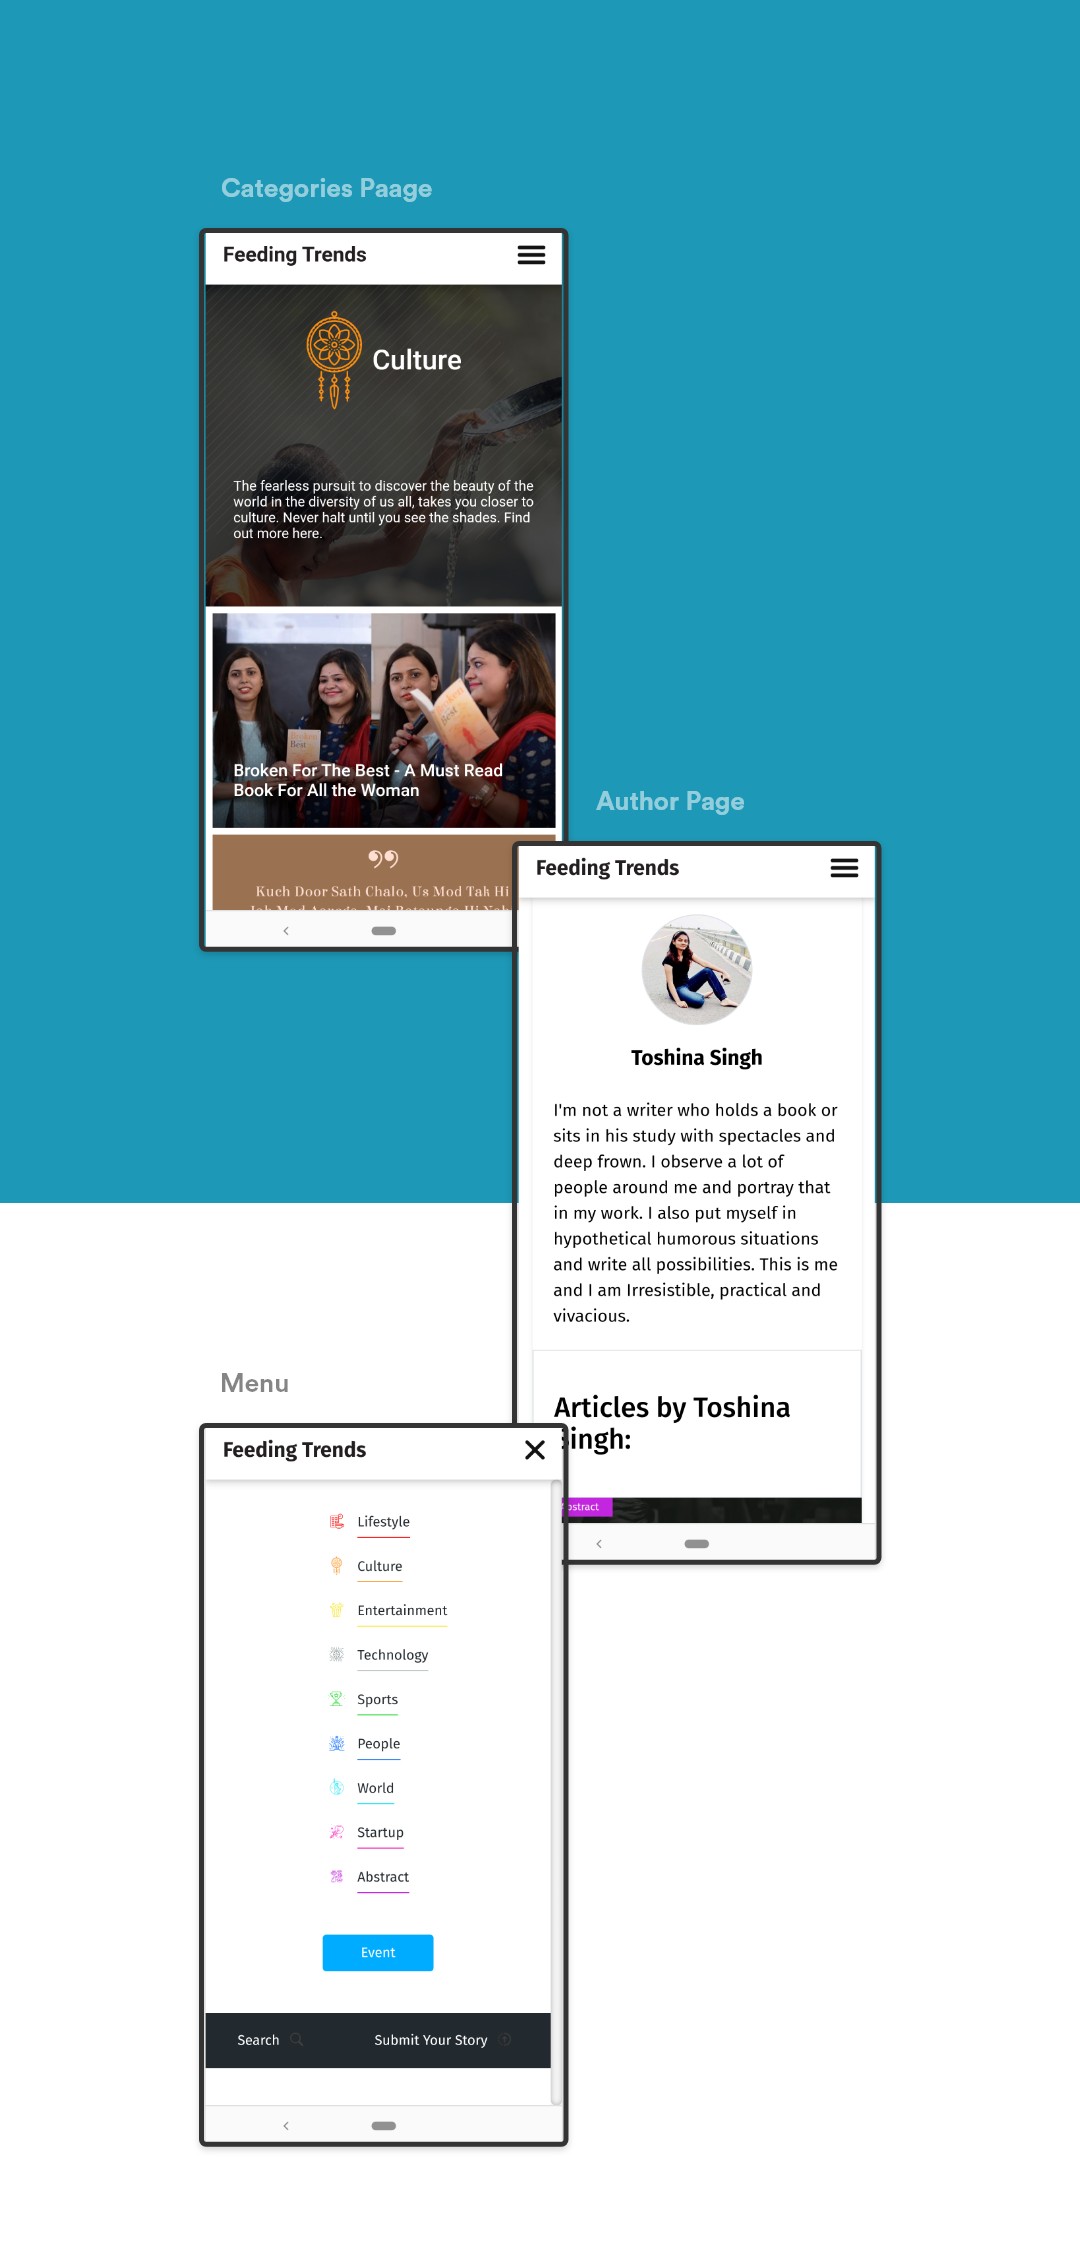 Categories Paage
Feeding Trends
Culture
The fearless pursuit to discover the beauty of the
world in the diversity of us all, takes you closer to
culture. Never halt until you see the shades. Find
out more here.
Broken For The Best - A Must Read
Book For All the Woman
Kuch Door Sath Chalo, Us Mod Tak Hi
Author Page
Feeding Trends
Toshina Singh
I'm not a writer who holds a book or
sits in his study with spectacles and
deep frown. I observe a lot of
people around me and portray that
in my work. I also put myself in
hypothetical humorous situations
and write all possibilities. This is me
and I am Irresistible, practical and
vivacious.
Articles by Toshina
Singh:
Menu
Feeding Trends
Lifestyle
Culture
Entertainment
Technology
Sports
People
World
Startup
Abstract
Event
Search
Submit Your Story